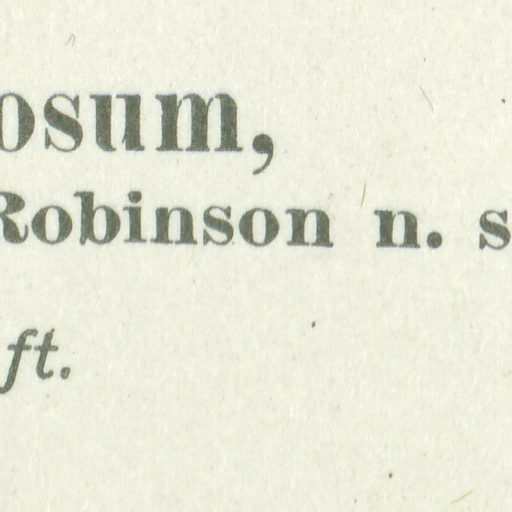 osum,
Robinson n. s
ft.